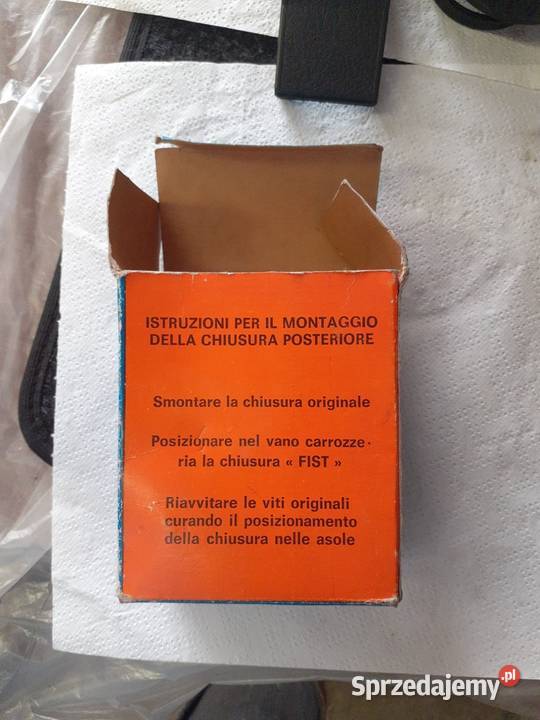 ISTRUZIONI PER IL MONTAGGIO
DELLA CHIUSURA POSTERIORE
Smontare la chiusura originale
Posizionare nel vano carrozze-
ria la chiusura « FIST »
Riavvitare le viti originali
curando il posizionamento
della chiusura nelle asole
Sprzedajemy.pl